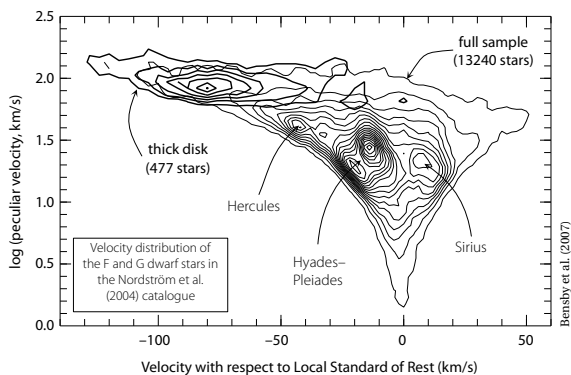 2.5
2.0
1.5
1.0
0.5
0.0
log (peculiar velocity, km/s)
full sample
(13240 stars)
thick disk
(477 stars)
Hercules
Hyades–
Pleiades
Sirius
Velocity distribution of
the F and G dwarf stars in
the Nordström et al.
(2004) catalogue
−100
−50
0
50
Velocity with respect to Local Standard of Rest (km/s)
Bensby et al. (2007)